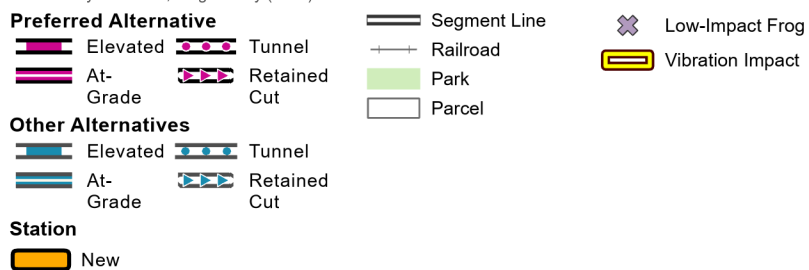 Preferred Alternative
Elevated
Tunnel
At-
Grade
Retained
Cut
Other Alternatives
Elevated
Tunnel
At-
Grade
Retained
Cut
Station
New
Segment Line
Railroad
Park
Parcel
Low-Impact Frog
Vibration Impact